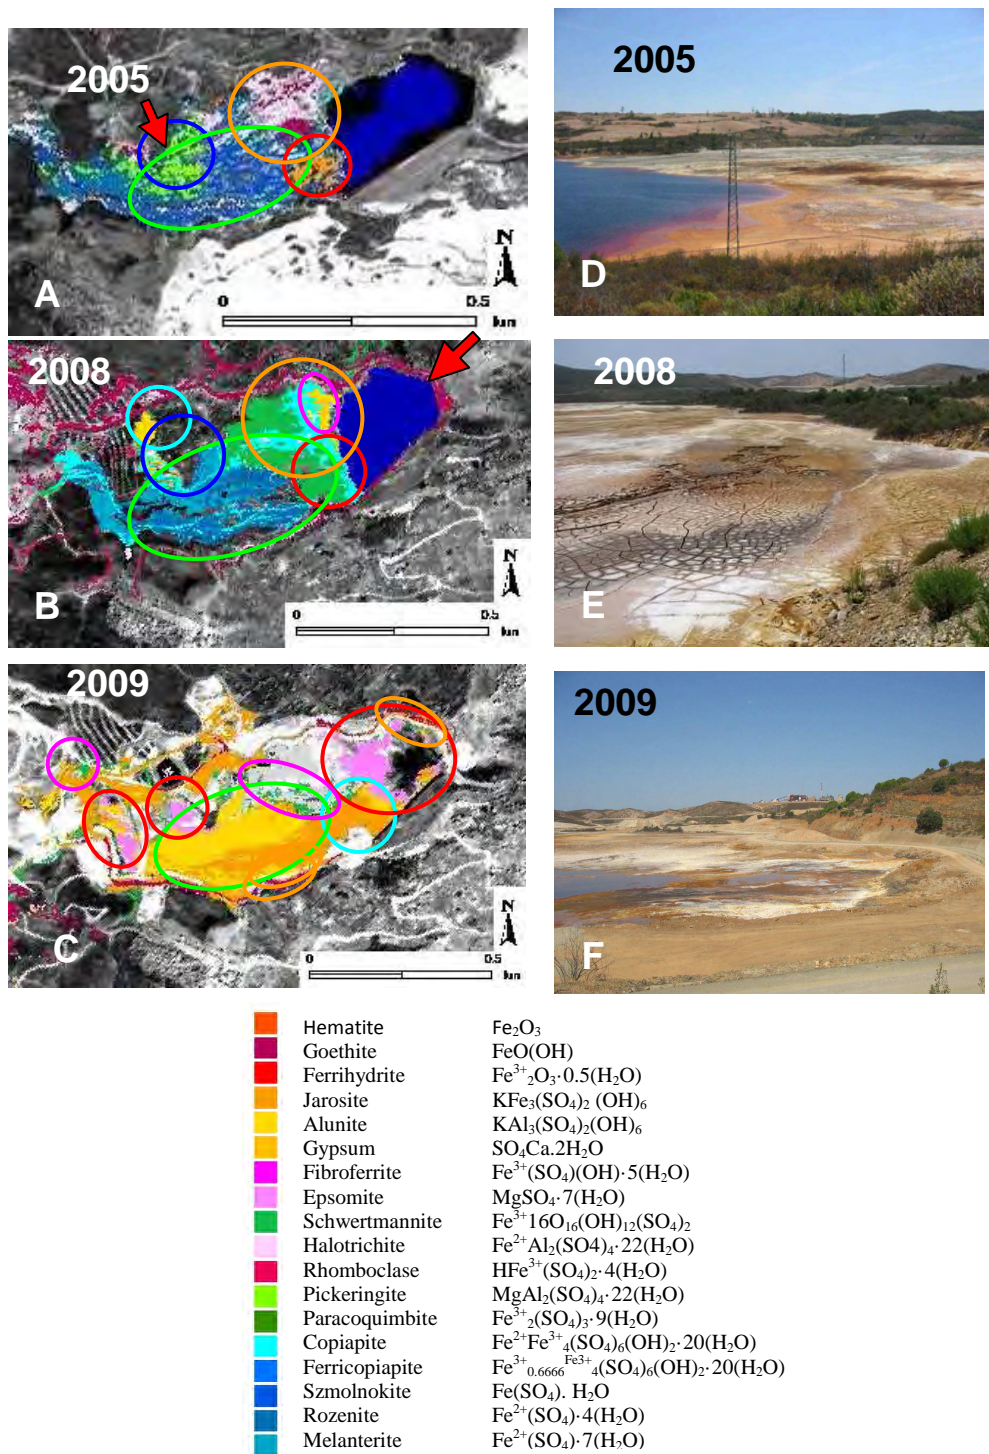 2005
A
N
0 0.5
km
2005
D
2008
B
N
0 0.5
km
2008
E
2009
C
N
0 0.5
km
2009
F
Hematite Fe₂O₃
Goethite FeO(OH)
Ferrihydrite Fe³⁺₂O₃·0.5(H₂O)
Jarosite KFe₃(SO₄)₂ (OH)₆
Alunite KAl₃(SO₄)₂(OH)₆
Gypsum SO₄Ca.2H₂O
Fibroferrite Fe³⁺(SO₄)(OH)·5(H₂O)
Epsomite MgSO₄·7(H₂O)
Schwertmannite Fe³⁺16O₁₆(OH)₁₂(SO₄)₂
Halotrichite Fe²⁺Al₂(SO4)₄·22(H₂O)
Rhomboclase HFe³⁺(SO₄)₂·4(H₂O)
Pickeringite MgAl₂(SO₄)₄·22(H₂O)
Paracoquimbite Fe³⁺₂(SO₄)₃·9(H₂O)
Copiapite Fe²⁺Fe³⁺₄(SO₄)₆(OH)₂·20(H₂O)
Ferricopiapite Fe³⁺₀.₆₆₆₆Fe³⁺₄(SO₄)₆(OH)₂·20(H₂O)
Szmolnokite Fe(SO₄). H₂O
Rozenite Fe²⁺(SO₄)·4(H₂O)
Melanterite Fe²⁺(SO₄)·7(H₂O)